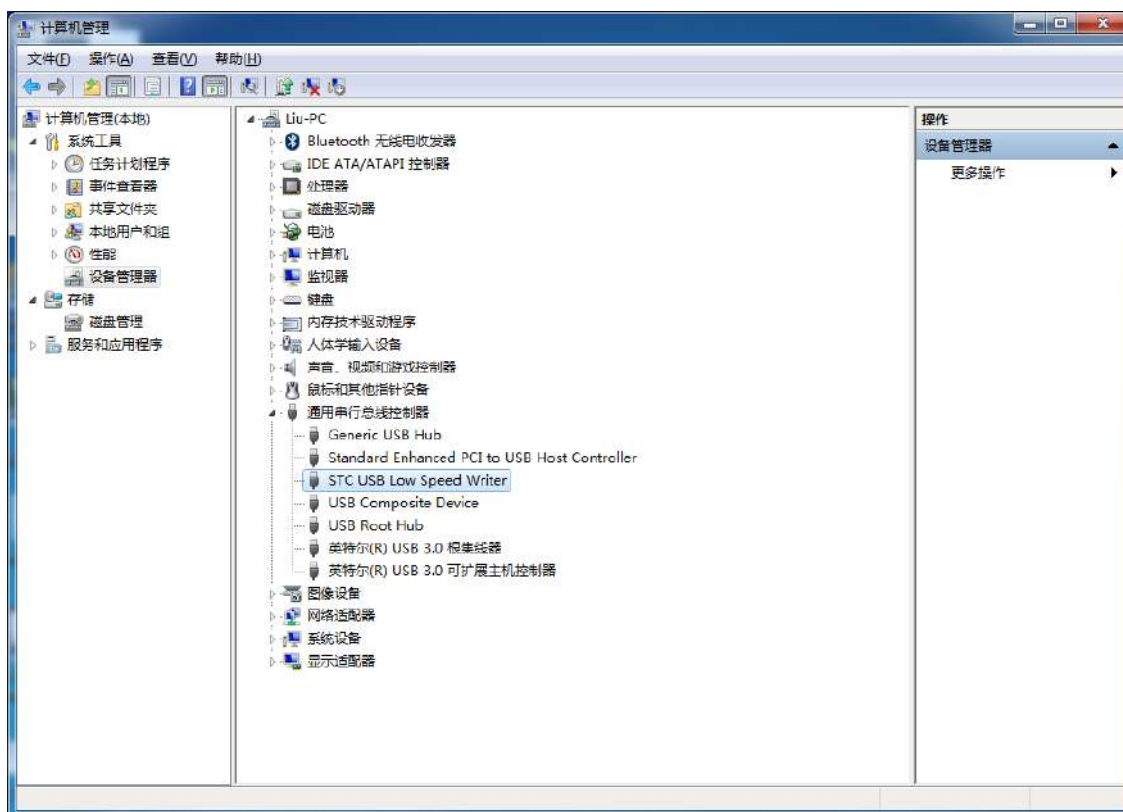 计算机管理
文件(F) 操作(A) 查看(V) 帮助(H)
计算机管理(本地)
系统工具
任务计划程序
事件查看器
共享文件夹
本地用户和组
性能
设备管理器
存储
磁盘管理
服务和应用程序
Liu-PC
Bluetooth 无线电收发器
IDE ATA/ATAPI 控制器
处理器
磁盘驱动器
电池
计算机
监视器
键盘
内存技术驱动程序
人体学输入设备
声音、视频和游戏控制器
鼠标和其他指针设备
通用串行总线控制器
Generic USB Hub
Standard Enhanced PCI to USB Host Controller
STC USB Low Speed Writer
USB Composite Device
USB Root Hub
英特尔(R) USB 3.0 根集线器
英特尔(R) USB 3.0 可扩展主机控制器
图像设备
网络适配器
系统设备
显示适配器
操作
设备管理器
更多操作